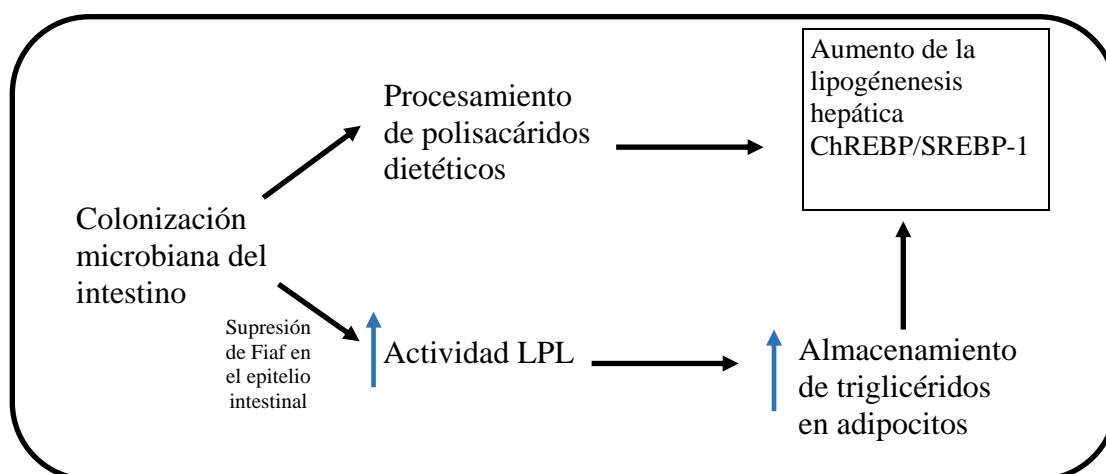 Colonización
microbiana del
intestino
Procesamiento
de polisacáridos
dietéticos
Aumento de la
lipogénenesis
hepática
ChREBP/SREBP-1
Supresión
de Fiaf en
el epitelio
intestinal
Actividad LPL
Almacenamiento
de triglicéridos
en adipocitos